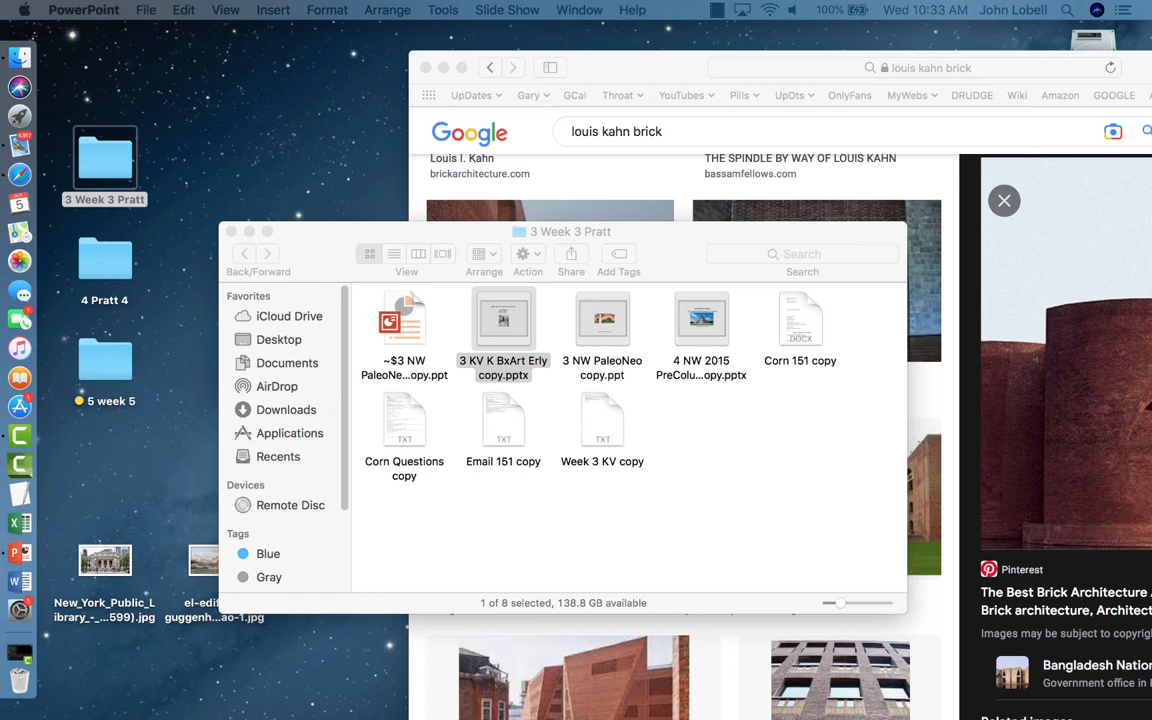 PowerPoint File Edit View Insert Format Arrange Tools Slide Show Window Help 100% Wed 10:33 AM John Lobell
louis kahn brick
UpDates Gary GCal Throat YouTubes Pills UpDts OnlyFans MyWebs DRUDGE Wiki Amazon GOOGLE
Google louis kahn brick
Louis I. Kahn
brickarchitecture.com
THE SPINDLE BY WAY OF LOUIS KAHN
bassamfellows.com
3 Week 3 Pratt
4 Pratt 4
5 week 5
New_York_Public_L
ibrary_-_...599).jpg
el-edif
guggenh...ao-1.jpg
3 Week 3 Pratt
Back/Forward View Arrange Action Share Add Tags Search
Search
Favorites
iCloud Drive
Desktop
Documents
AirDrop
Downloads
Applications
Recents
Devices
Remote Disc
Tags
Blue
Gray
~$3 NW
PaleoNe...opy.ppt
3 KV K BxArt Erly
copy.pptx
3 NW PaleoNeo
copy.ppt
4 NW 2015
PreColu...opy.pptx
DOCX
Corn 151 copy
TXT
Corn Questions
copy
TXT
Email 151 copy
TXT
Week 3 KV copy
1 of 8 selected, 138.8 GB available
Pinterest
The Best Brick Architecture
Brick architecture, Architect
Images may be subject to copyrig
Bangladesh Nation
Government office in